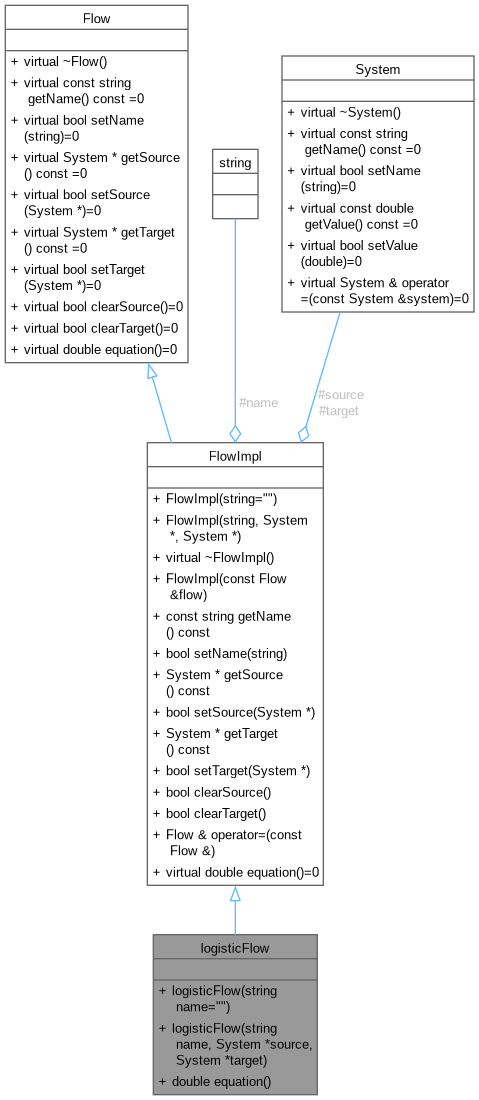 Flow
+ virtual ~Flow()
+ virtual const string
getName() const =0
+ virtual bool setName
(string)=0
+ virtual System * getSource
() const =0
+ virtual bool setSource
(System *)=0
+ virtual System * getTarget
() const =0
+ virtual bool setTarget
(System *)=0
+ virtual bool clearSource()=0
+ virtual bool clearTarget()=0
+ virtual double equation()=0
string
System
+ virtual ~System()
+ virtual const string
getName() const =0
+ virtual bool setName
(string)=0
+ virtual const double
getValue() const =0
+ virtual bool setValue
(double)=0
+ virtual System & operator
=(const System &system)=0
#name
#source
#target
FlowImpl
+ FlowImpl(string="")
+ FlowImpl(string, System
*, System *)
+ virtual ~FlowImpl()
+ FlowImpl(const Flow
&flow)
+ const string getName
() const
+ bool setName(string)
+ System * getSource
() const
+ bool setSource(System *)
+ System * getTarget
() const
+ bool setTarget(System *)
+ bool clearSource()
+ bool clearTarget()
+ Flow & operator=(const
Flow &)
+ virtual double equation()=0
logisticFlow
+ logisticFlow(string
name="")
+ logisticFlow(string
name, System *source,
System *target)
+ double equation()